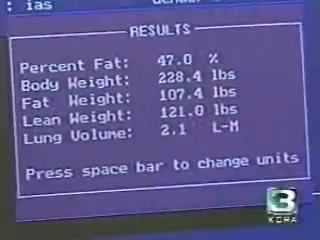 : ias
RESULTS
Percent Fat: 47.0 %
Body Weight: 228.4 lbs
Fat Weight: 107.4 lbs
Lean Weight: 121.0 lbs
Lung Volume: 2.1 L-M
Press space bar to change units
3
KCRA